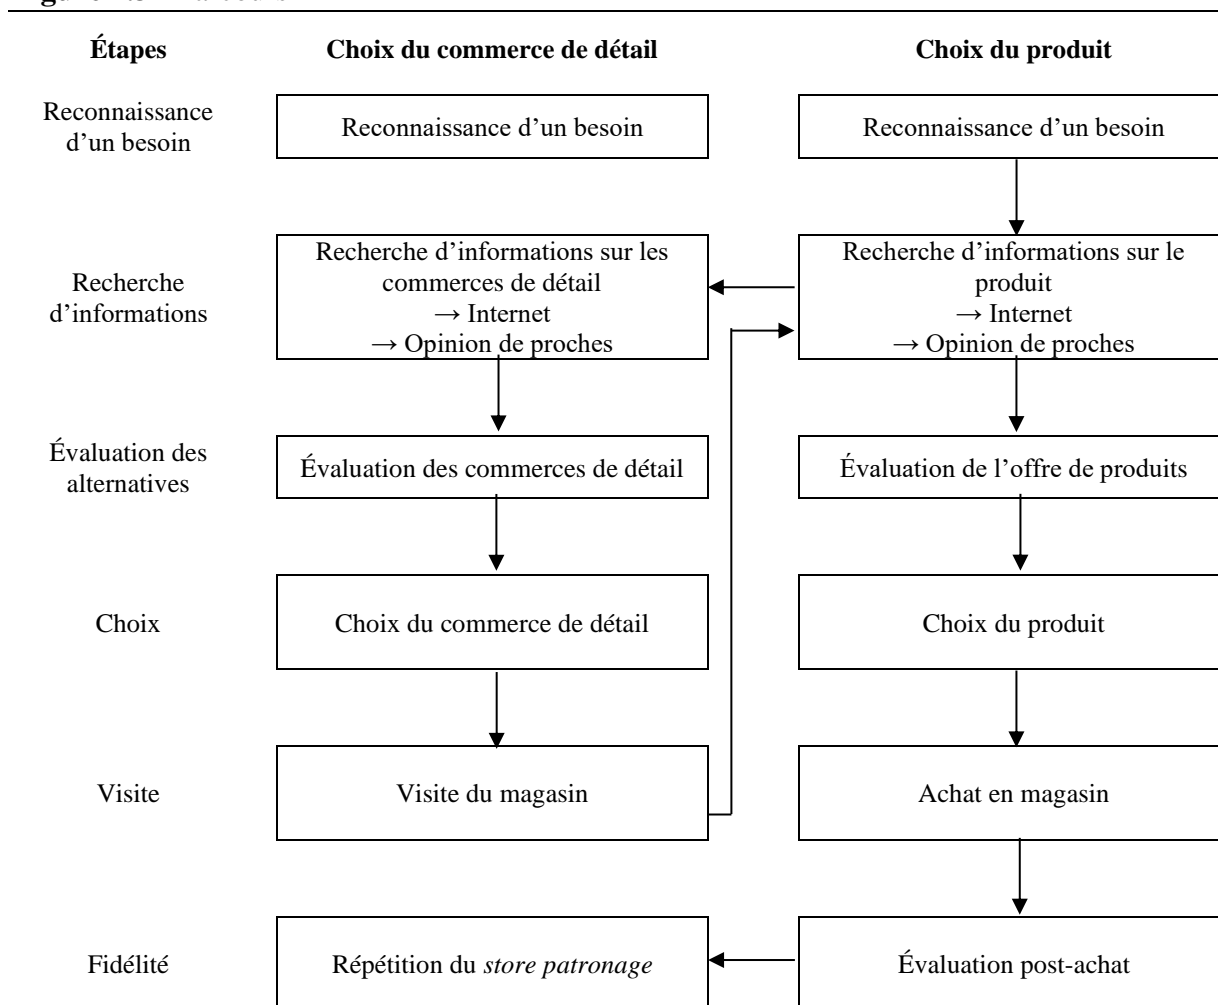 Étapes
Choix du commerce de détail
Choix du produit
Reconnaissance
d’un besoin
Reconnaissance d’un besoin
Reconnaissance d’un besoin
Recherche
d’informations
Recherche d’informations sur les
commerces de détail
→ Internet
→ Opinion de proches
Recherche d’informations sur le
produit
→ Internet
→ Opinion de proches
Évaluation des
alternatives
Évaluation des commerces de détail
Évaluation de l’offre de produits
Choix
Choix du commerce de détail
Choix du produit
Visite
Visite du magasin
Achat en magasin
Fidélité
Répétition du store patronage
Évaluation post-achat